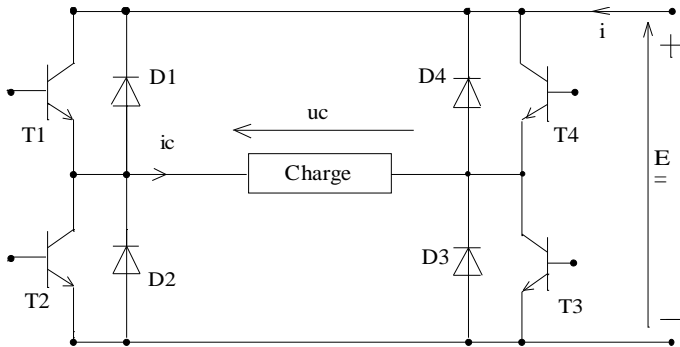 i
+
D1
D4
uc
T1
T4
ic
Charge
E
=
D2
D3
T2
T3
−